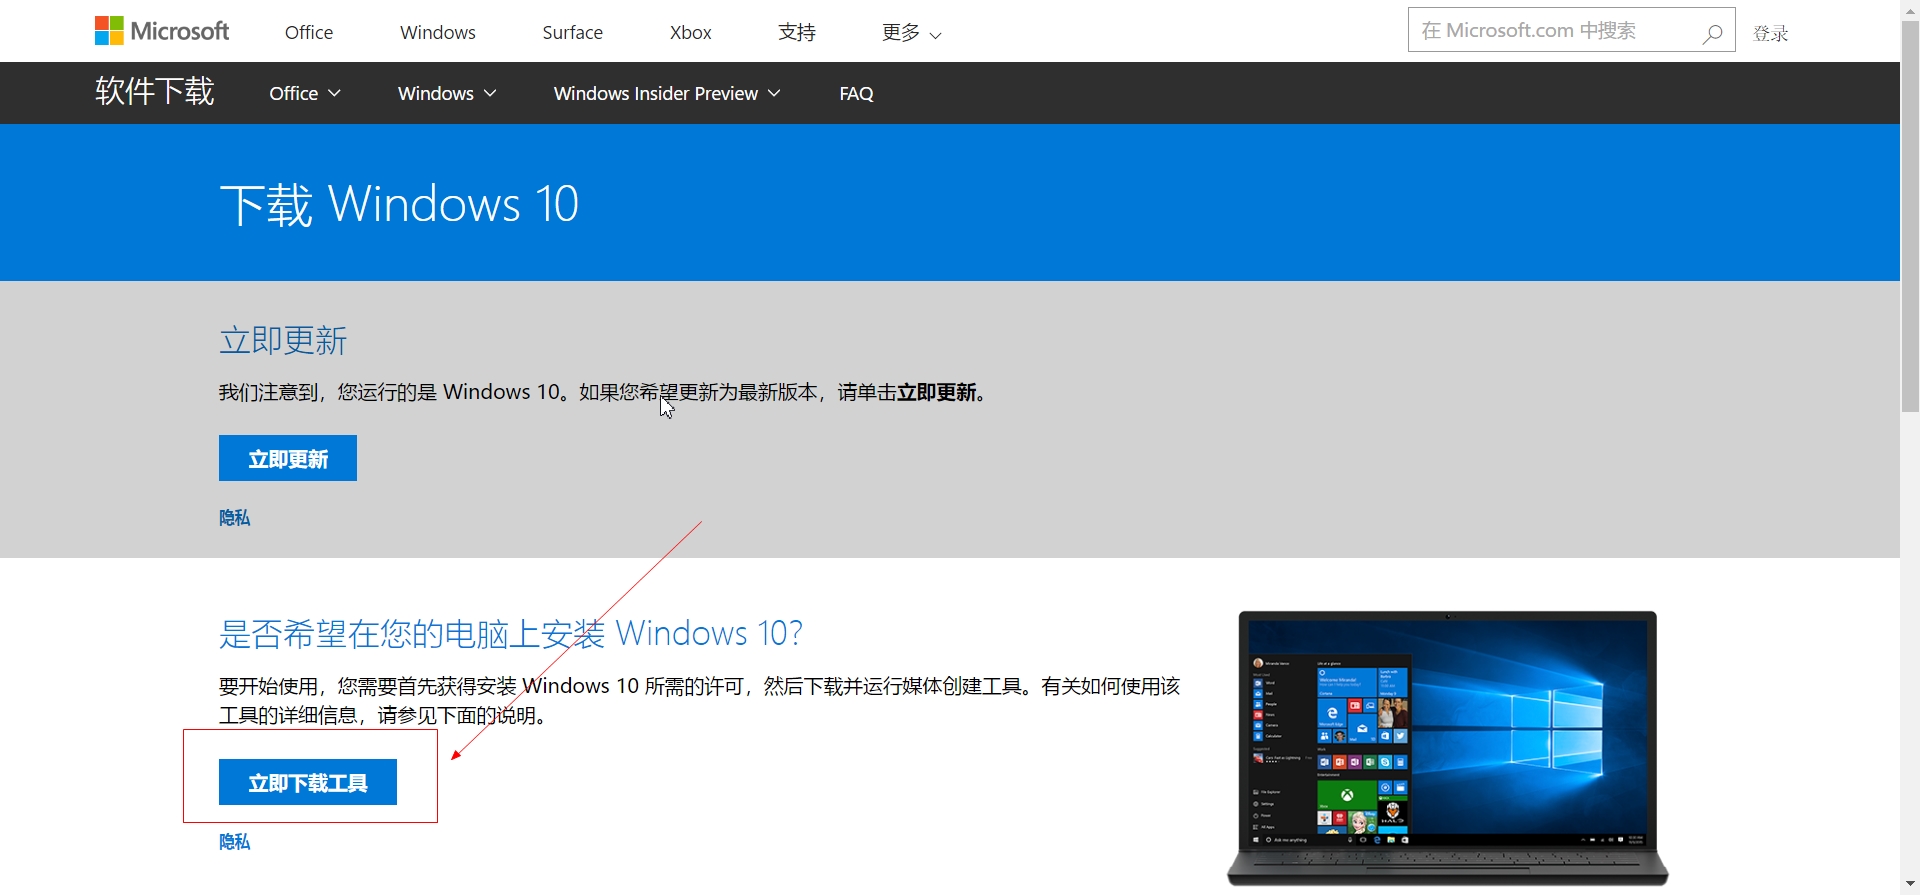 Microsoft Office Windows Surface Xbox 支持 更多 在 Microsoft.com 中搜索 登录
软件下载 Office Windows Windows Insider Preview FAQ
下载 Windows 10
立即更新
我们注意到，您运行的是 Windows 10。如果您希望更新为最新版本，请单击立即更新。
立即更新
隐私
是否希望在您的电脑上安装 Windows 10？
要开始使用，您需要首先获得安装 Windows 10 所需的许可，然后下载并运行媒体创建工具。有关如何使用该
工具的详细信息，请参见下面的说明。
立即下载工具
隐私